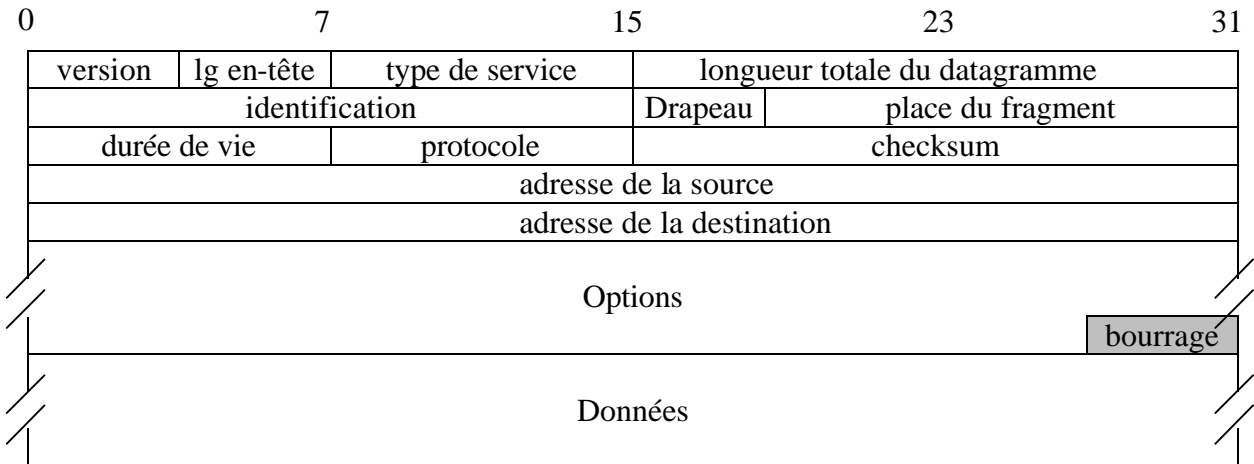 0 7 15 23 31
version lg en-tête type de service longueur totale du datagramme
identification Drapeau place du fragment
durée de vie protocole checksum
adresse de la source
adresse de la destination
Options
bourrage
Données